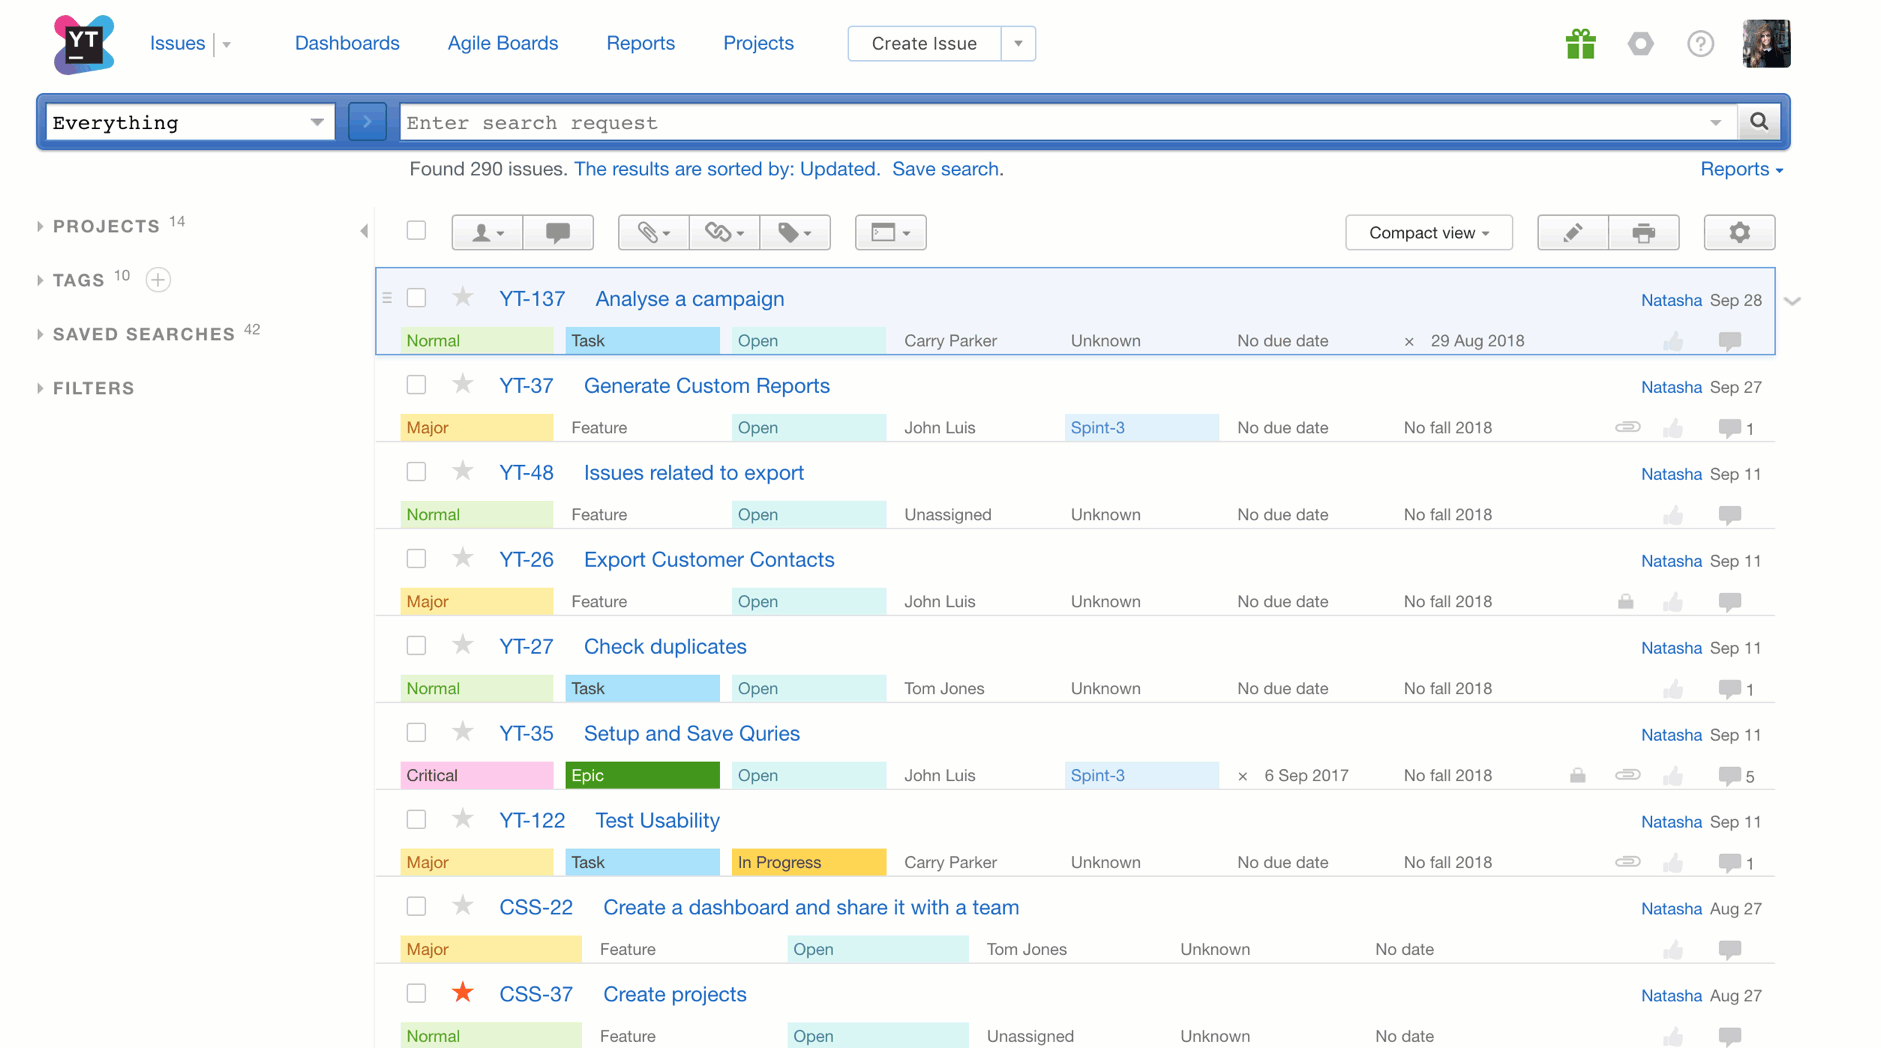 YT
Issues Dashboards Agile Boards Reports Projects Create Issue
Everything Enter search request
Found 290 issues. The results are sorted by: Updated. Save search. Reports
PROJECTS 14
TAGS 10
SAVED SEARCHES 42
FILTERS
Compact view
YT-137 Analyse a campaign Natasha Sep 28
Normal Task Open Carry Parker Unknown No due date × 29 Aug 2018
YT-37 Generate Custom Reports Natasha Sep 27
Major Feature Open John Luis Spint-3 No due date No fall 2018 1
YT-48 Issues related to export Natasha Sep 11
Normal Feature Open Unassigned Unknown No due date No fall 2018
YT-26 Export Customer Contacts Natasha Sep 11
Major Feature Open John Luis Unknown No due date No fall 2018
YT-27 Check duplicates Natasha Sep 11
Normal Task Open Tom Jones Unknown No due date No fall 2018 1
YT-35 Setup and Save Quries Natasha Sep 11
Critical Epic Open John Luis Spint-3 × 6 Sep 2017 No fall 2018 5
YT-122 Test Usability Natasha Sep 11
Major Task In Progress Carry Parker Unknown No due date No fall 2018 1
CSS-22 Create a dashboard and share it with a team Natasha Aug 27
Major Feature Open Tom Jones Unknown No date
CSS-37 Create projects Natasha Aug 27
Normal Feature Open Unassigned Unknown No date